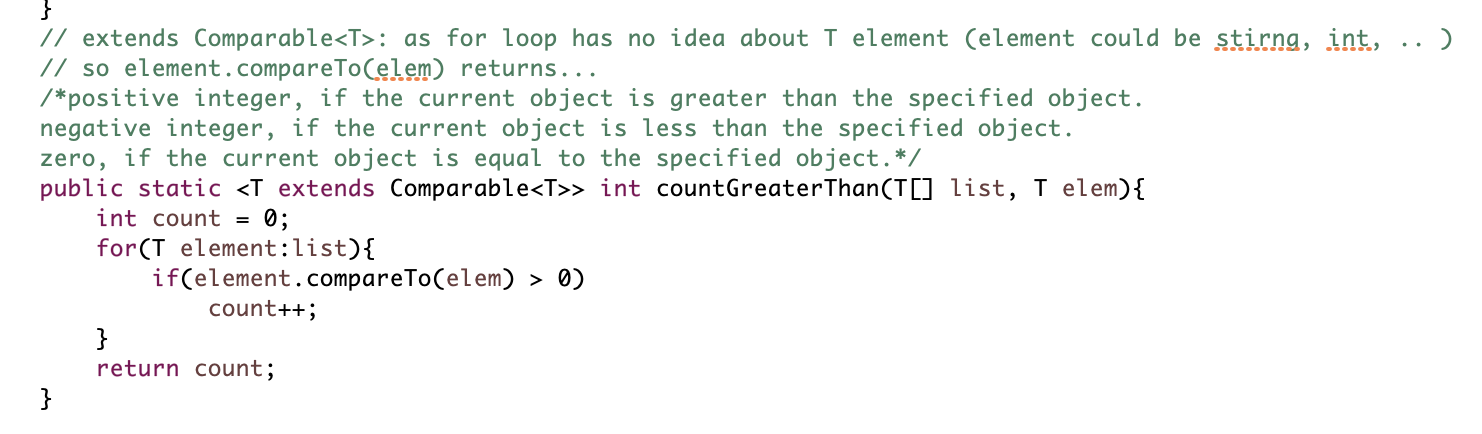 }
// extends Comparable<T>: as for loop has no idea about T element (element could be stirng, int, .. )
// so element.compareTo(elem) returns...
/*positive integer, if the current object is greater than the specified object.
negative integer, if the current object is less than the specified object.
zero, if the current object is equal to the specified object.*/
public static <T extends Comparable<T>> int countGreaterThan(T[] list, T elem){
    int count = 0;
    for(T element:list){
        if(element.compareTo(elem) > 0)
            count++;
    }
    return count;
}